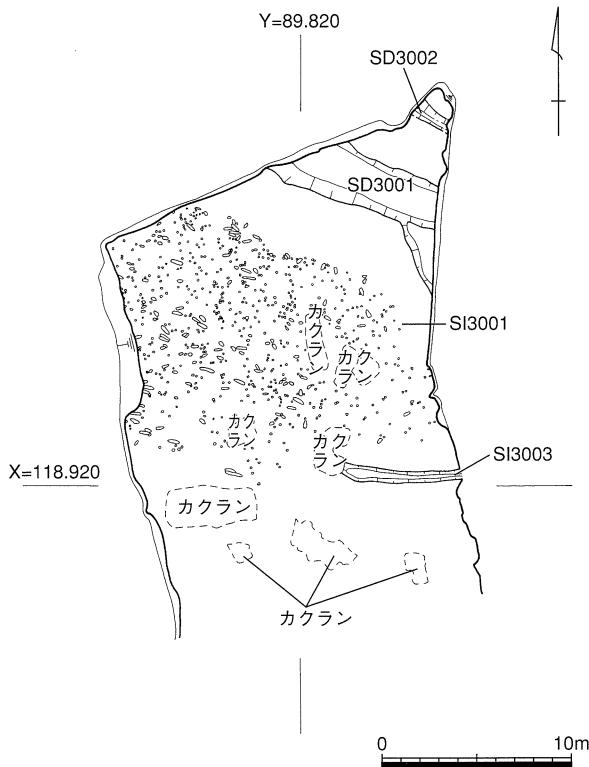 Y=89.820
SD3002
SD3001
カクラン
SI3001
カク
ラン
カク
ラン
カク
ラン
SI3003
X=118.920
カクラン
カクラン
0 10m